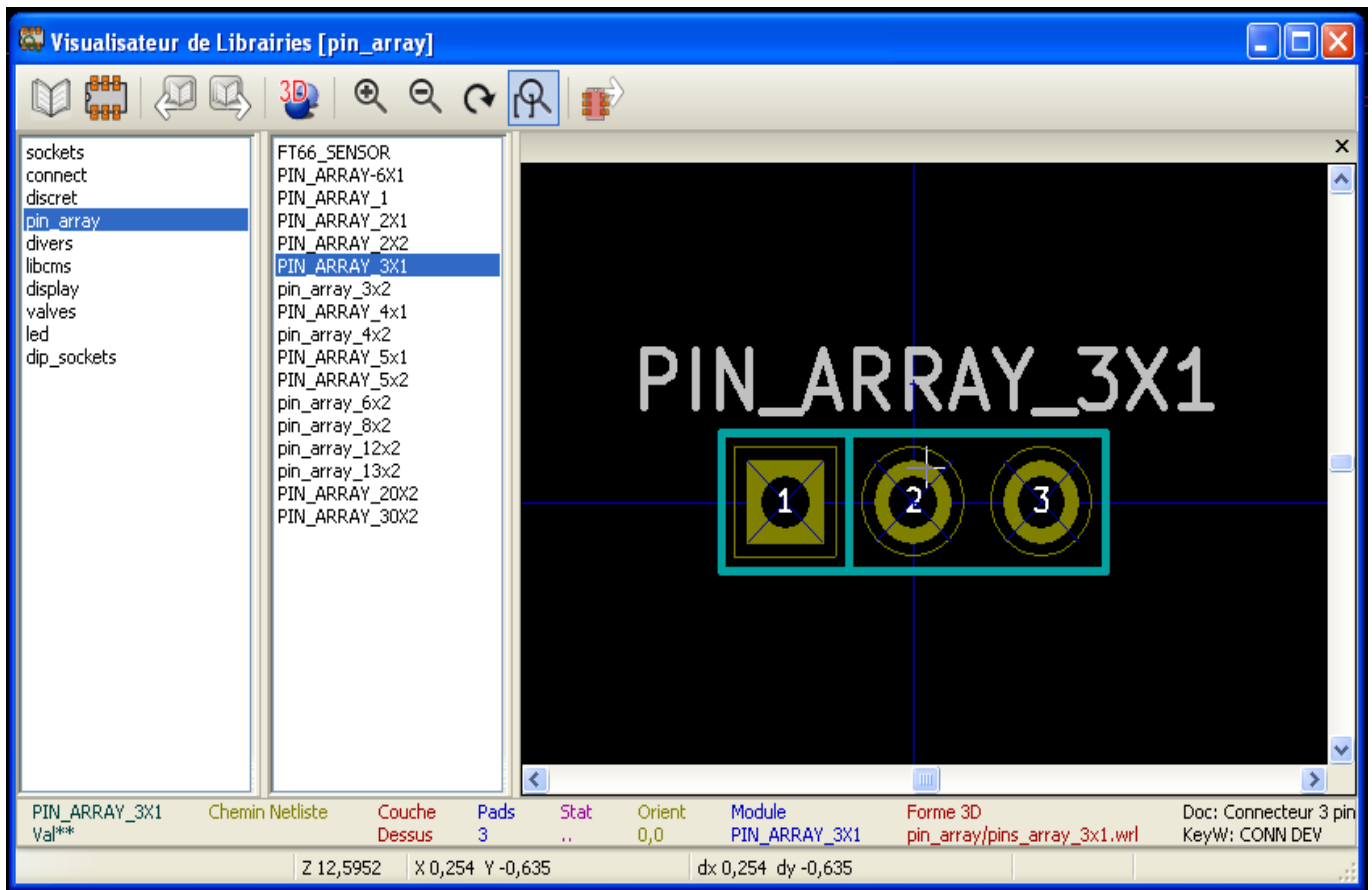 Visualisateur de Librairies [pin_array]
3D
sockets
connect
discret
pin_array
divers
libcms
display
valves
led
dip_sockets
FT66_SENSOR
PIN_ARRAY-6X1
PIN_ARRAY_1
PIN_ARRAY_2X1
PIN_ARRAY_2X2
PIN_ARRAY_3X1
pin_array_3x2
PIN_ARRAY_4x1
pin_array_4x2
PIN_ARRAY_5x1
PIN_ARRAY_5x2
pin_array_6x2
pin_array_8x2
pin_array_12x2
pin_array_13x2
PIN_ARRAY_20X2
PIN_ARRAY_30X2
PIN_ARRAY_3X1
1 2 3
PIN_ARRAY_3X1 Chemin Netliste Couche Pads Stat Orient Module Forme 3D Doc: Connecteur 3 pin
Val** Dessus 3 .. 0,0 PIN_ARRAY_3X1 pin_array/pins_array_3x1.wrl KeyW: CONN DEV
Z 12,5952 X 0,254 Y -0,635 dx 0,254 dy -0,635